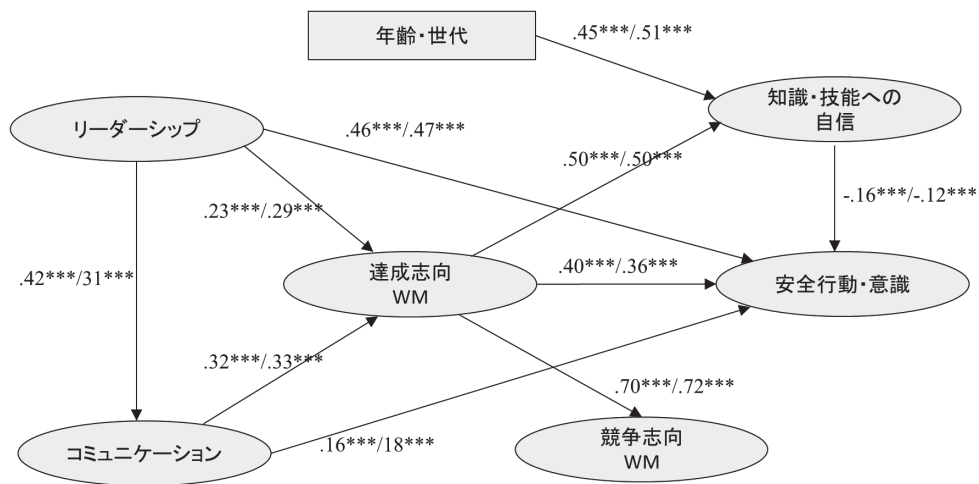 年齢・世代
.45***/.51***
知識・技能への
自信
リーダーシップ
.46***/.47***
.50***/.50***
-.16***/-.12***
.23***/.29***
.42***/31***
達成志向
WM
.40***/.36***
安全行動・意識
.32***/.33***
.70***/.72***
コミュニケーション
.16***/18***
競争志向
WM